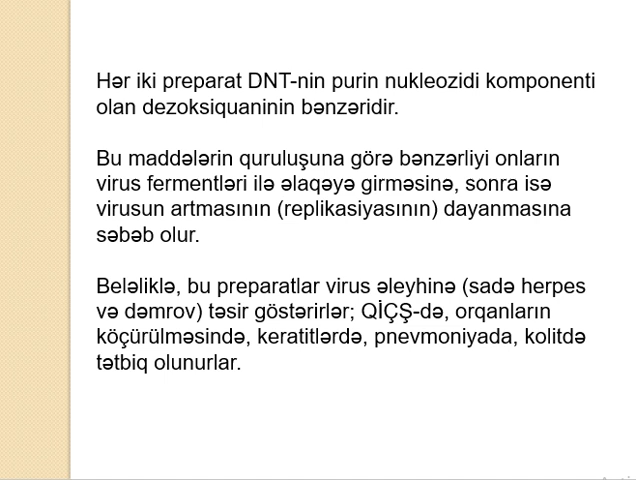 Hər iki preparat DNT-nin purin nukleozidi komponenti
olan dezoksiquaninin bənzəridir.
Bu maddələrin quruluşuna görə bənzərliyi onların
virus fermentləri ilə əlaqəyə girməsinə, sonra isə
virusun artmasının (replikasiyasının) dayanmasına
səbəb olur.
Beləliklə, bu preparatlar virus əleyhinə (sadə herpes
və dəmrov) təsir göstərirlər; QİÇŞ-də, orqanların
köçürülməsində, keratitlərdə, pnevmoniyada, kolitdə
tətbiq olunurlar.